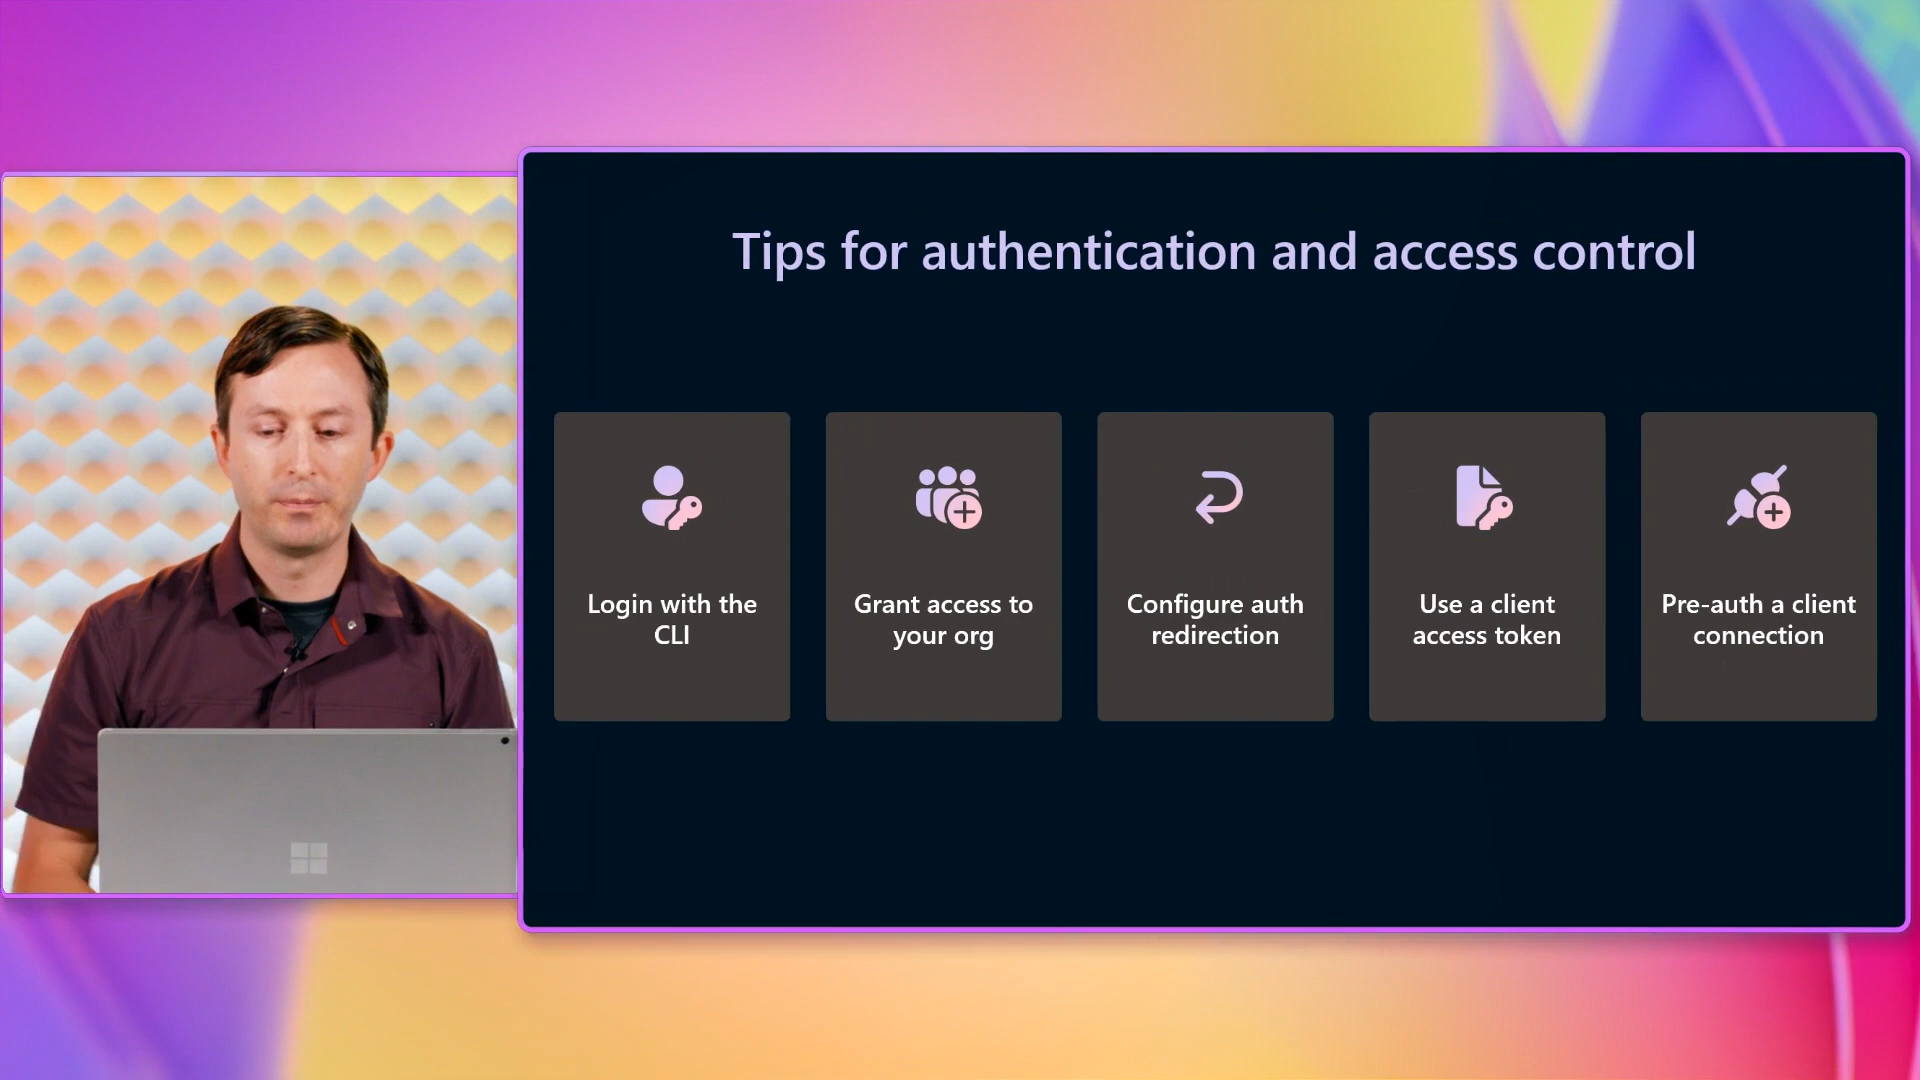 Tips for authentication and access control
Login with the
CLI
Grant access to
your org
Configure auth
redirection
Use a client
access token
Pre-auth a client
connection